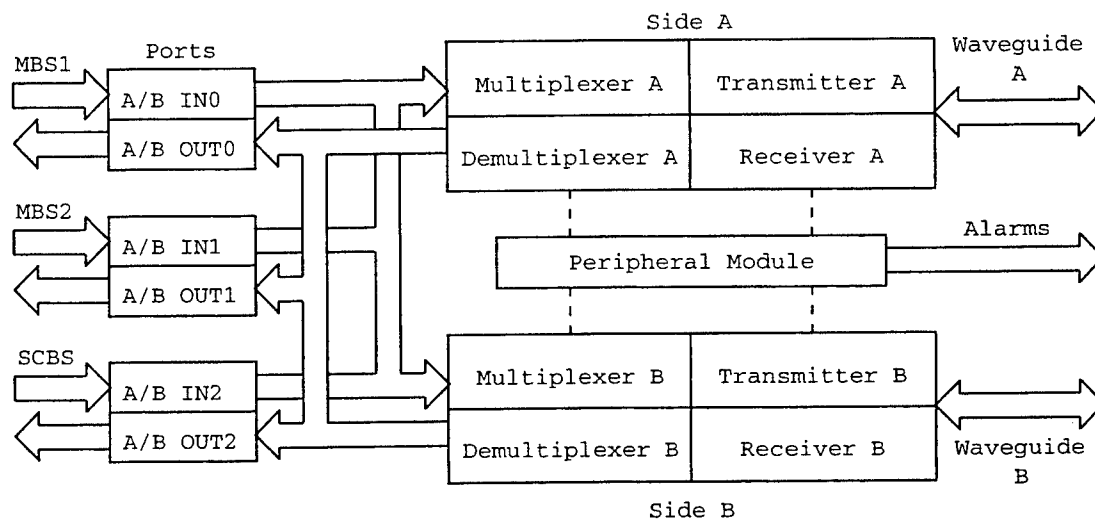 Side A
Ports
MBS1
A/B IN0
A/B OUT0
Multiplexer A
Transmitter A
Demultiplexer A
Receiver A
Waveguide
A
MBS2
A/B IN1
A/B OUT1
Peripheral Module
Alarms
SCBS
A/B IN2
A/B OUT2
Multiplexer B
Transmitter B
Demultiplexer B
Receiver B
Waveguide
B
Side B